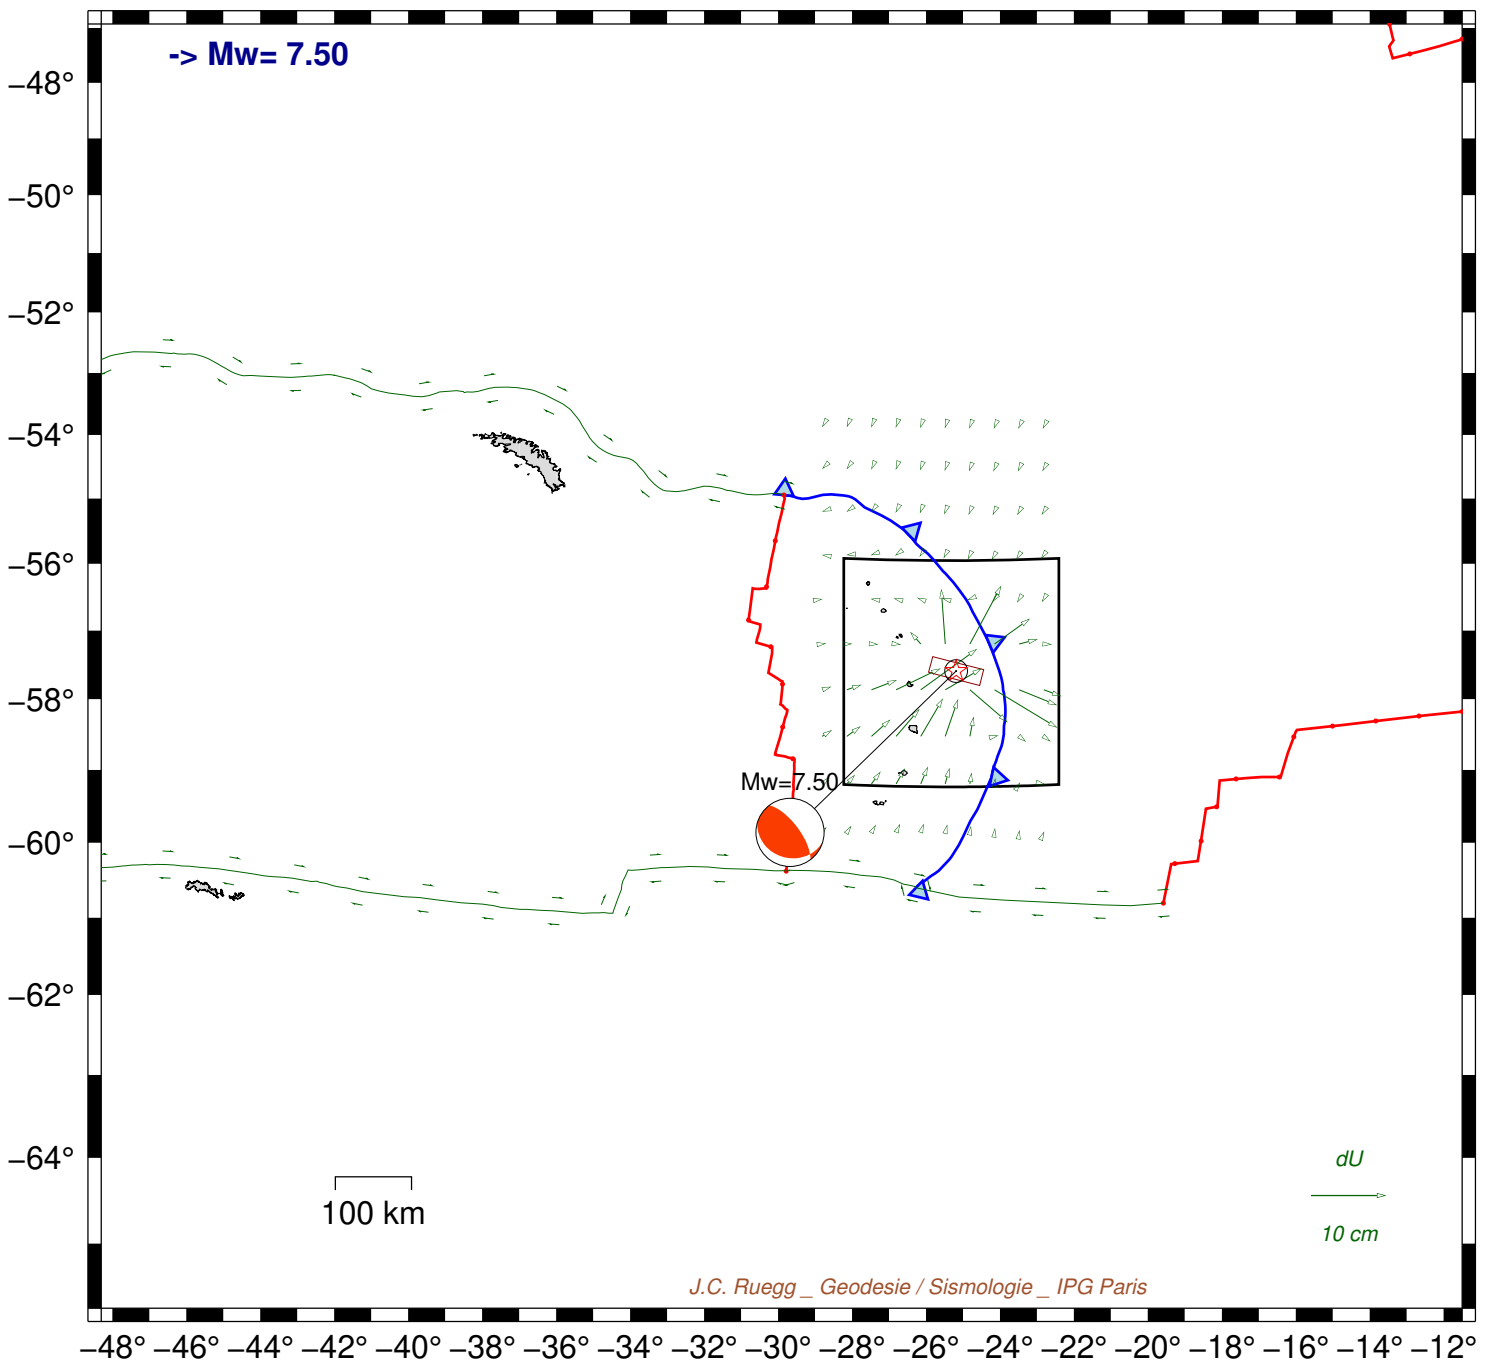 -> Mw= 7.50
−48°
−50°
−52°
−54°
−56°
−58°
Mw=7.50
−60°
−62°
−64°
dU
100 km
10 cm
J.C. Ruegg _ Geodesie / Sismologie _ IPG Paris
−48° −46° −44° −42° −40° −38° −36° −34° −32° −30° −28° −26° −24° −22° −20° −18° −16° −14° −12°